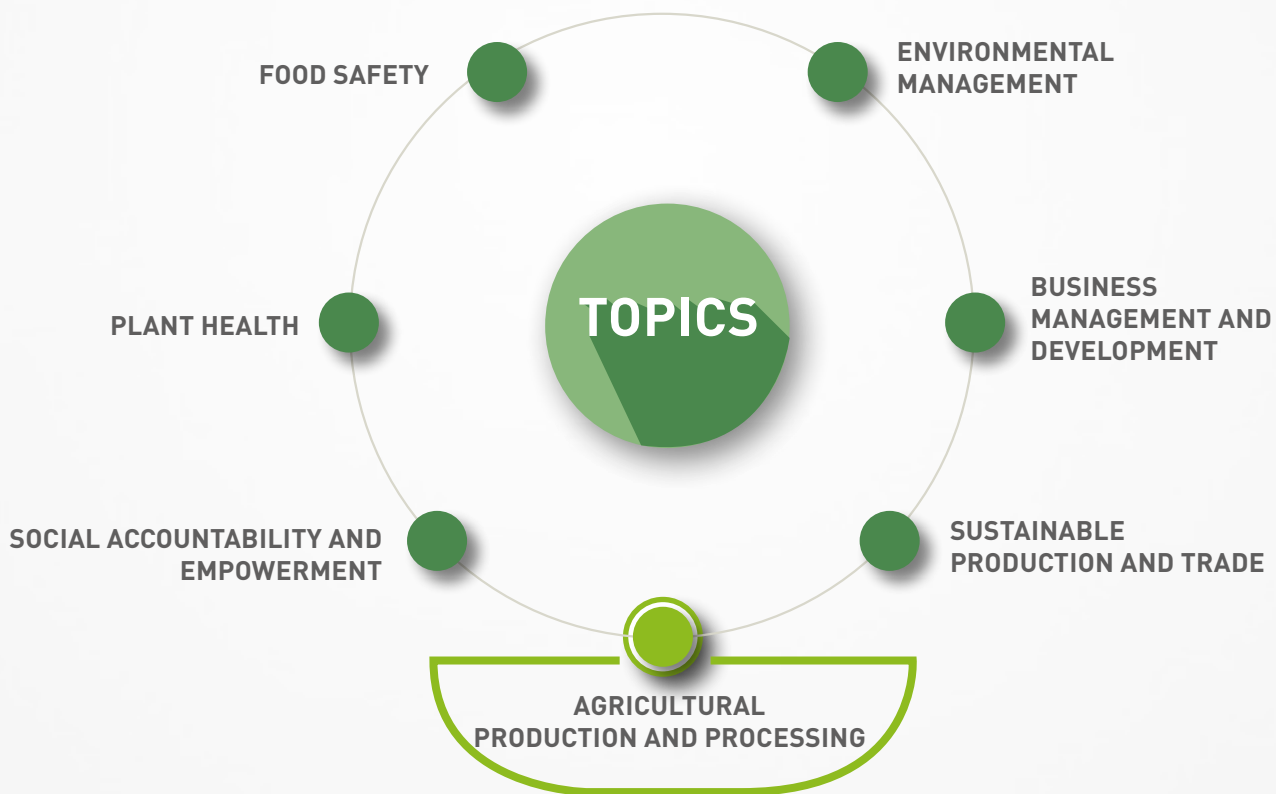 FOOD SAFETY
ENVIRONMENTAL
MANAGEMENT
TOPICS
PLANT HEALTH
BUSINESS
MANAGEMENT AND
DEVELOPMENT
SOCIAL ACCOUNTABILITY AND
EMPOWERMENT
SUSTAINABLE
PRODUCTION AND TRADE
AGRICULTURAL
PRODUCTION AND PROCESSING